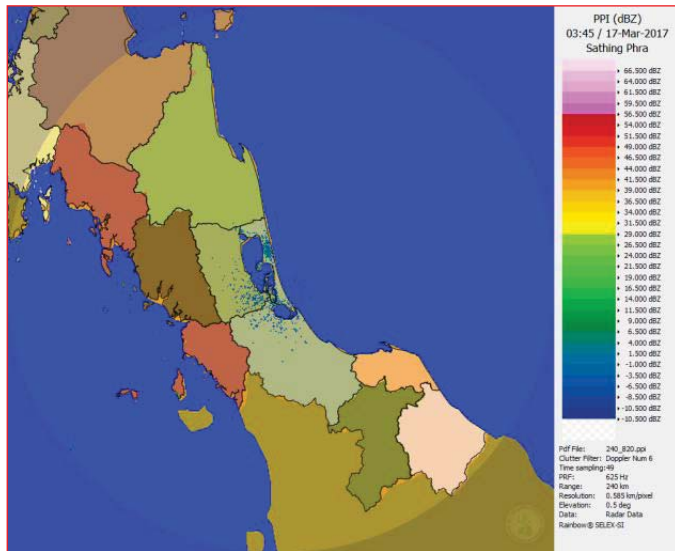 PPI (dBZ)
03:45 / 17-Mar-2017
Sathing Phra
66.500 dBZ
64.000 dBZ
61.500 dBZ
59.500 dBZ
56.500 dBZ
54.000 dBZ
51.500 dBZ
49.000 dBZ
46.500 dBZ
44.000 dBZ
41.500 dBZ
39.000 dBZ
36.500 dBZ
34.000 dBZ
31.500 dBZ
29.000 dBZ
26.500 dBZ
24.000 dBZ
21.500 dBZ
19.000 dBZ
16.500 dBZ
14.000 dBZ
11.500 dBZ
9.000 dBZ
6.500 dBZ
4.000 dBZ
1.500 dBZ
-1.000 dBZ
-3.500 dBZ
-6.500 dBZ
-8.500 dBZ
-10.500 dBZ
-10.500 dBZ
Pdf File: 240_820.ppi
Clutter Filter: Doppler Num 6
Time sampling:49
PRF: 625 Hz
Range: 240 km
Resolution: 0.585 km/pixel
Elevation: 0.5 deg
Data: Radar Data
Rainbow® SELEX-SI